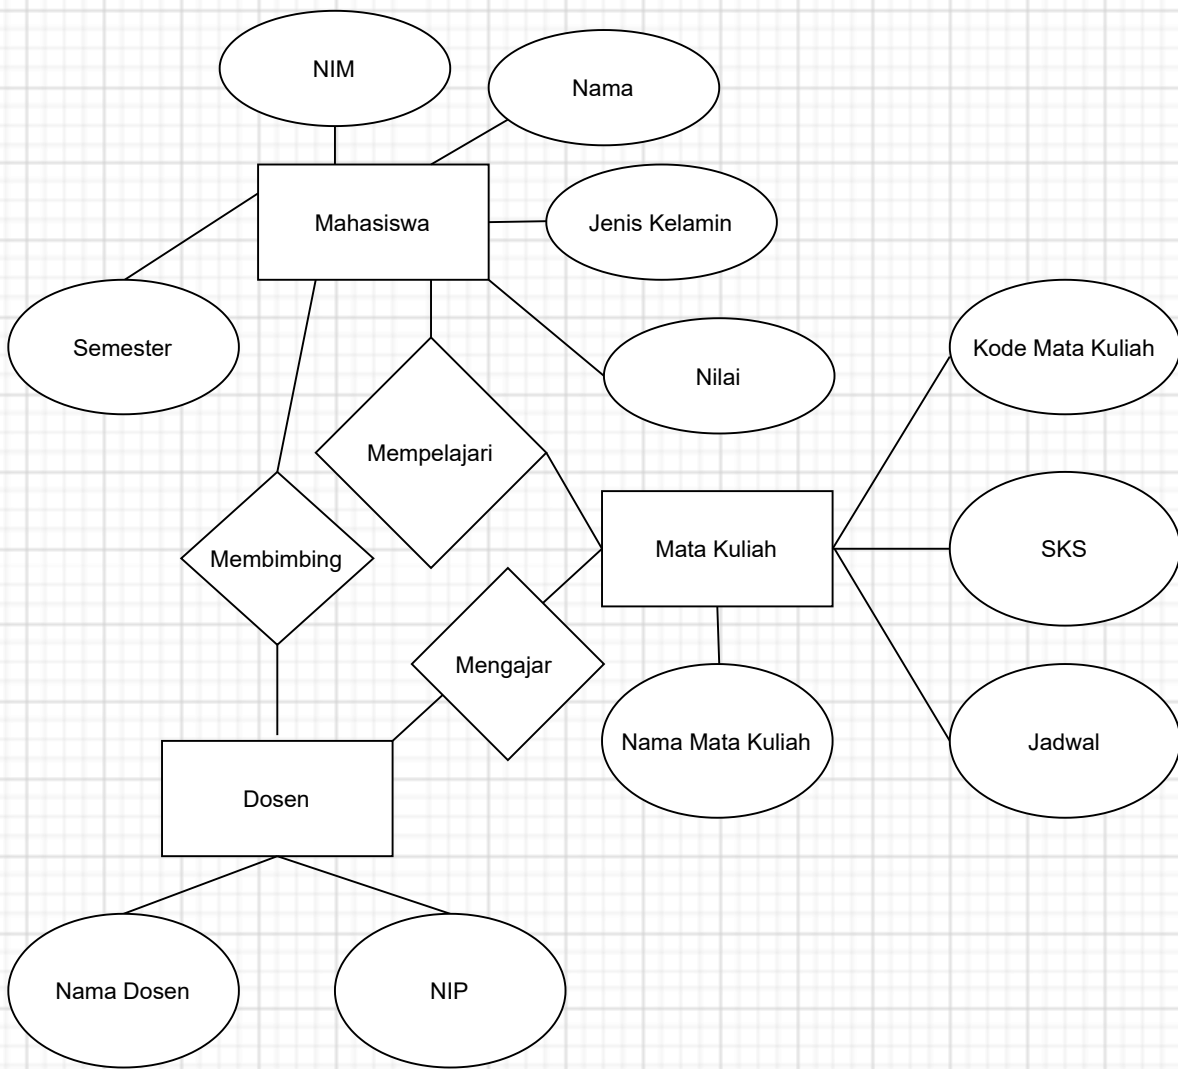 NIM
Nama
Mahasiswa
Jenis Kelamin
Semester
Nilai
Kode Mata Kuliah
Mempelajari
Membimbing
Mata Kuliah
SKS
Mengajar
Nama Mata Kuliah
Jadwal
Dosen
Nama Dosen
NIP